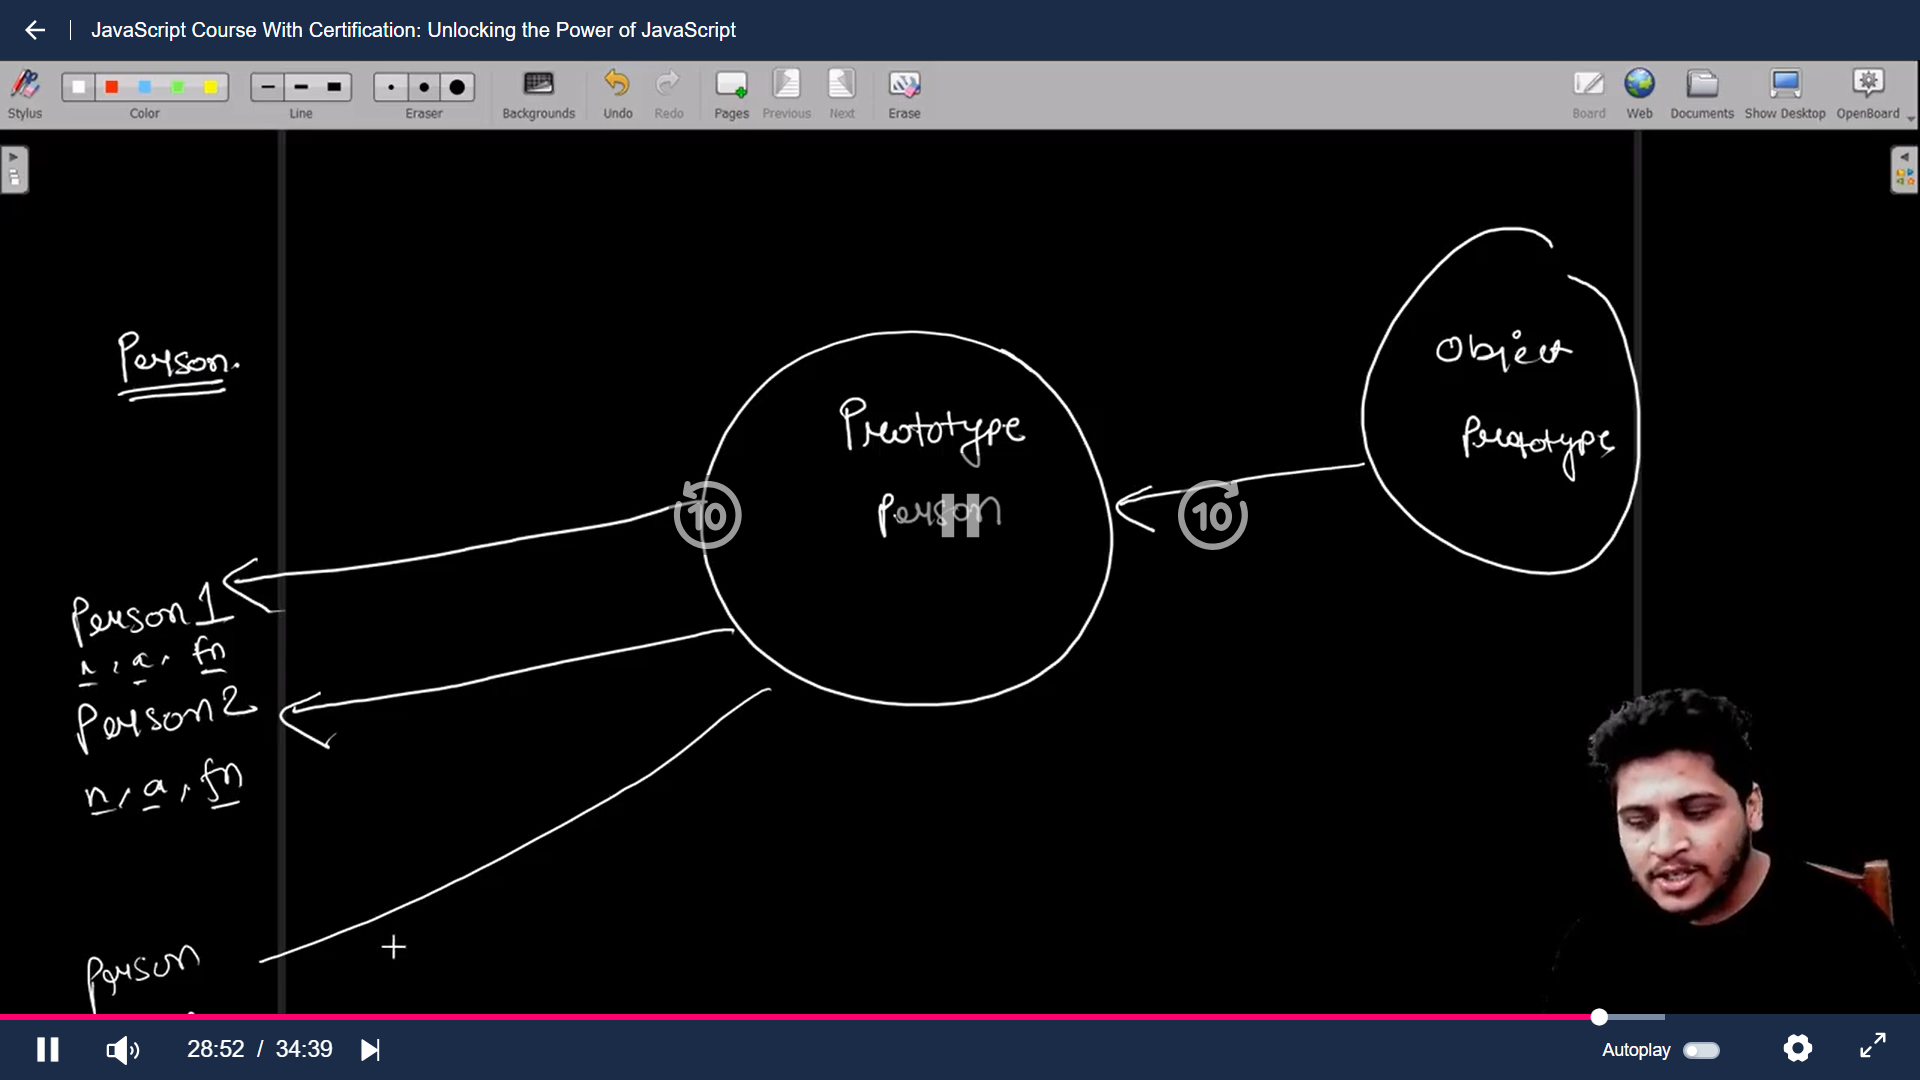 JavaScript Course With Certification: Unlocking the Power of JavaScript
Stylus
Color
Line
Eraser
Backgrounds
Undo
Redo
Pages
Previous
Next
Erase
Board
Web
Documents
Show Desktop
OpenBoard
Person.
Prototype
Person
Object
Prototype
10
10
Person 1
n, a, fn
Person 2
n, a, fn
Person
28:52 / 34:39
Autoplay